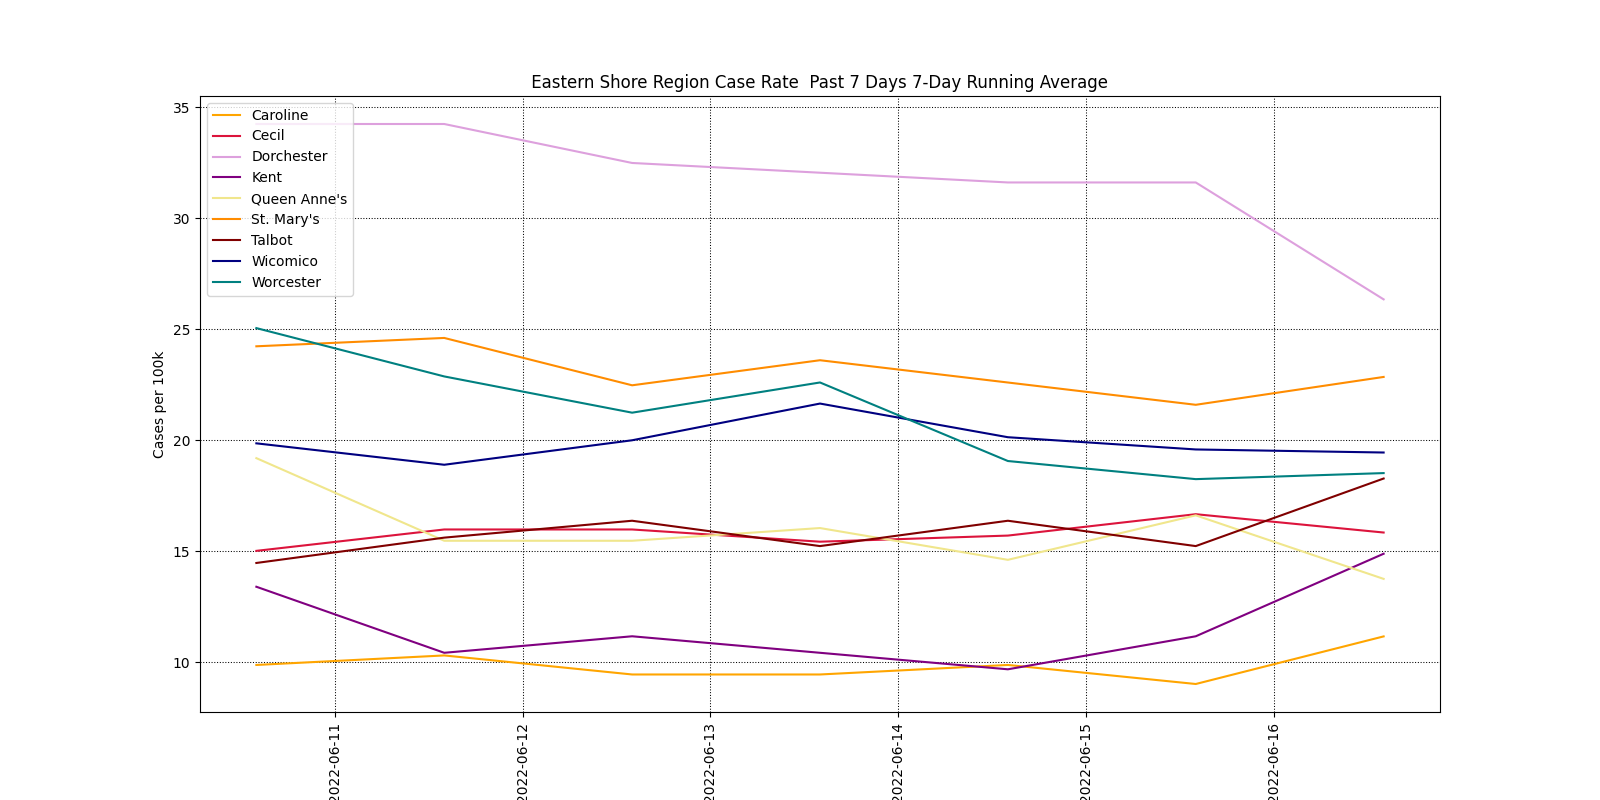 Eastern Shore Region Case Rate  Past 7 Days 7-Day Running Average
Cases per 100k
35
30
25
20
15
10
Caroline
Cecil
Dorchester
Kent
Queen Anne's
St. Mary's
Talbot
Wicomico
Worcester
2022-06-11
2022-06-12
2022-06-13
2022-06-14
2022-06-15
2022-06-16